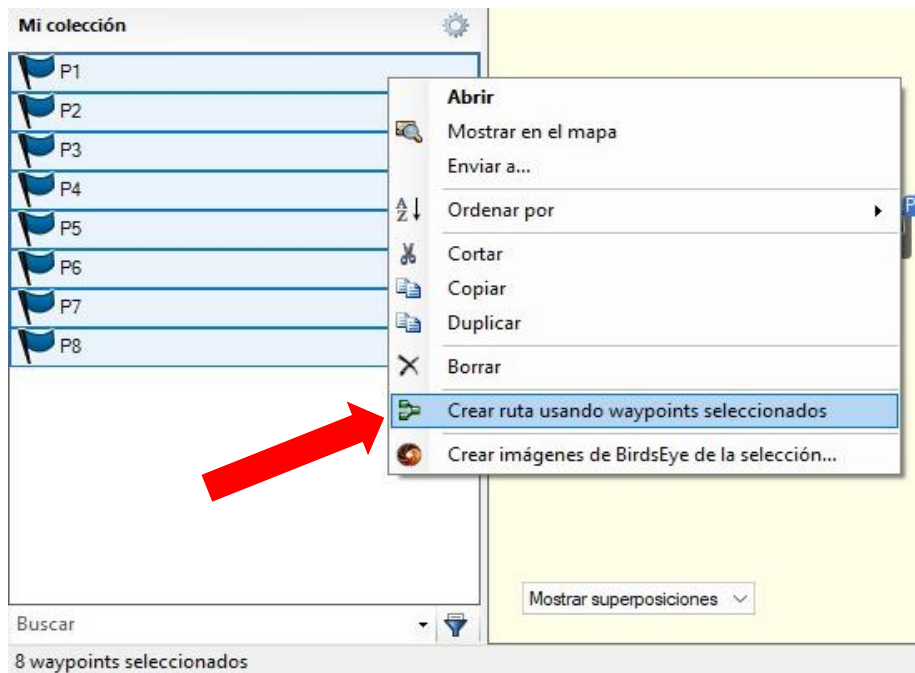 Mi colección
P1
P2
P3
P4
P5
P6
P7
P8
Abrir
Mostrar en el mapa
Enviar a...
Ordenar por
Cortar
Copiar
Duplicar
Borrar
Crear ruta usando waypoints seleccionados
Crear imágenes de BirdsEye de la selección...
P
Mostrar superposiciones
Buscar
8 waypoints seleccionados